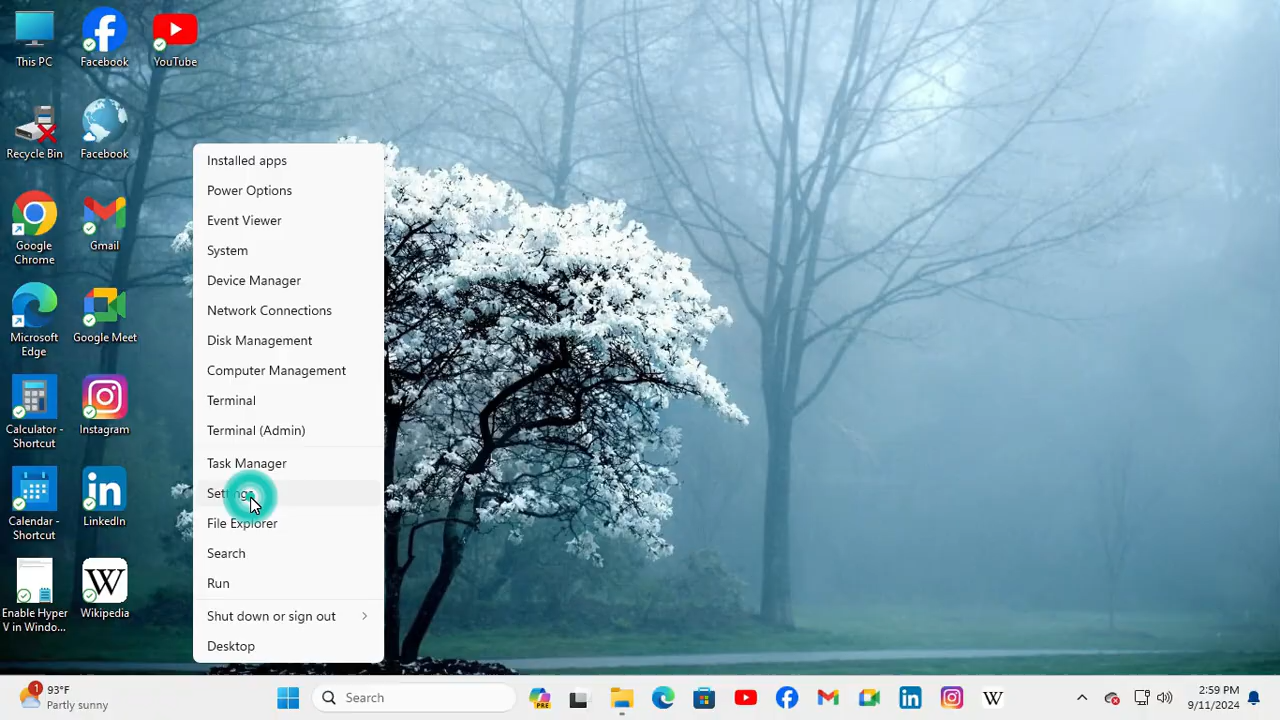 This PC
Facebook
YouTube
Recycle Bin
Facebook
Google
Chrome
Gmail
Microsoft
Edge
Google Meet
Calculator -
Shortcut
Instagram
Calendar -
Shortcut
LinkedIn
Enable Hyper
V in Windo...
Wikipedia
W
Installed apps
Power Options
Event Viewer
System
Device Manager
Network Connections
Disk Management
Computer Management
Terminal
Terminal (Admin)
Task Manager
Settings
File Explorer
Search
Run
Shut down or sign out
Desktop
1
93°F
Partly sunny
Search
PRE
W
2:59 PM
9/11/2024